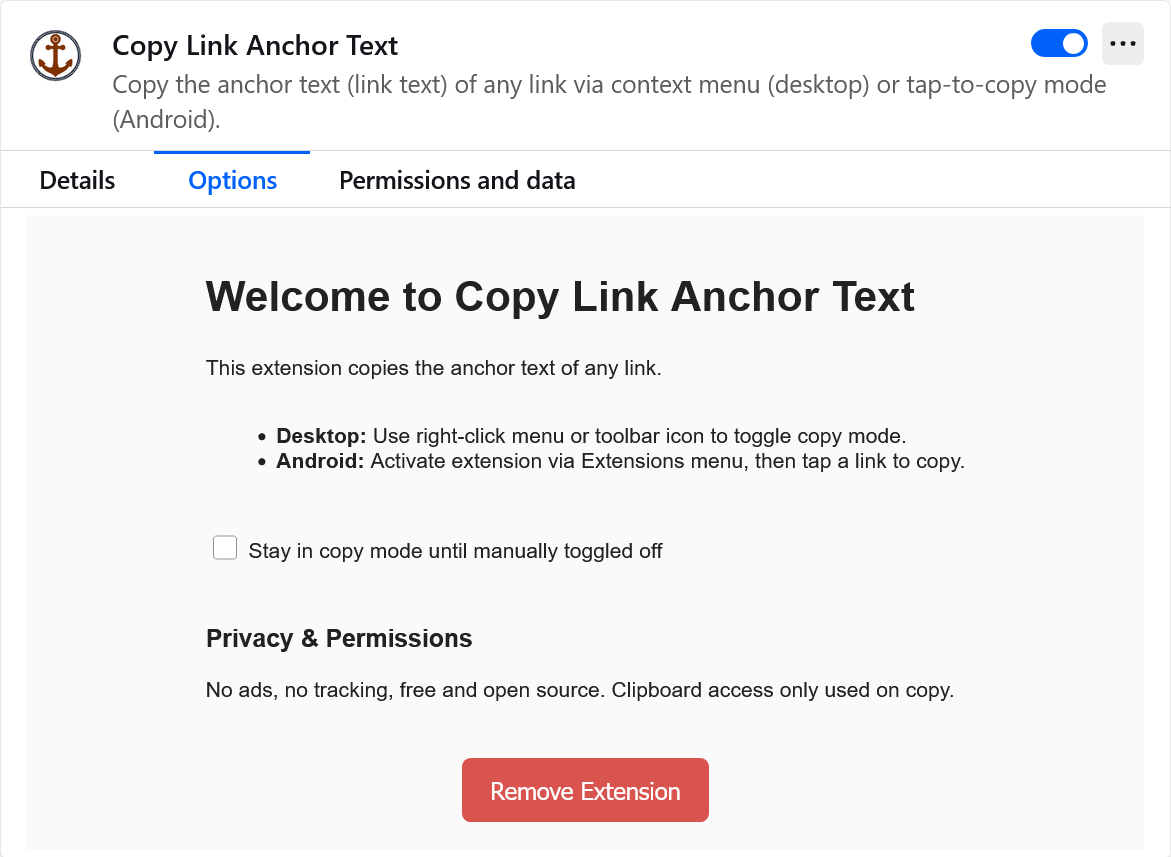 Copy Link Anchor Text
Copy the anchor text (link text) of any link via context menu (desktop) or tap-to-copy mode
(Android).
Details Options Permissions and data
Welcome to Copy Link Anchor Text
This extension copies the anchor text of any link.
• Desktop: Use right-click menu or toolbar icon to toggle copy mode.
• Android: Activate extension via Extensions menu, then tap a link to copy.
Stay in copy mode until manually toggled off
Privacy & Permissions
No ads, no tracking, free and open source. Clipboard access only used on copy.
Remove Extension